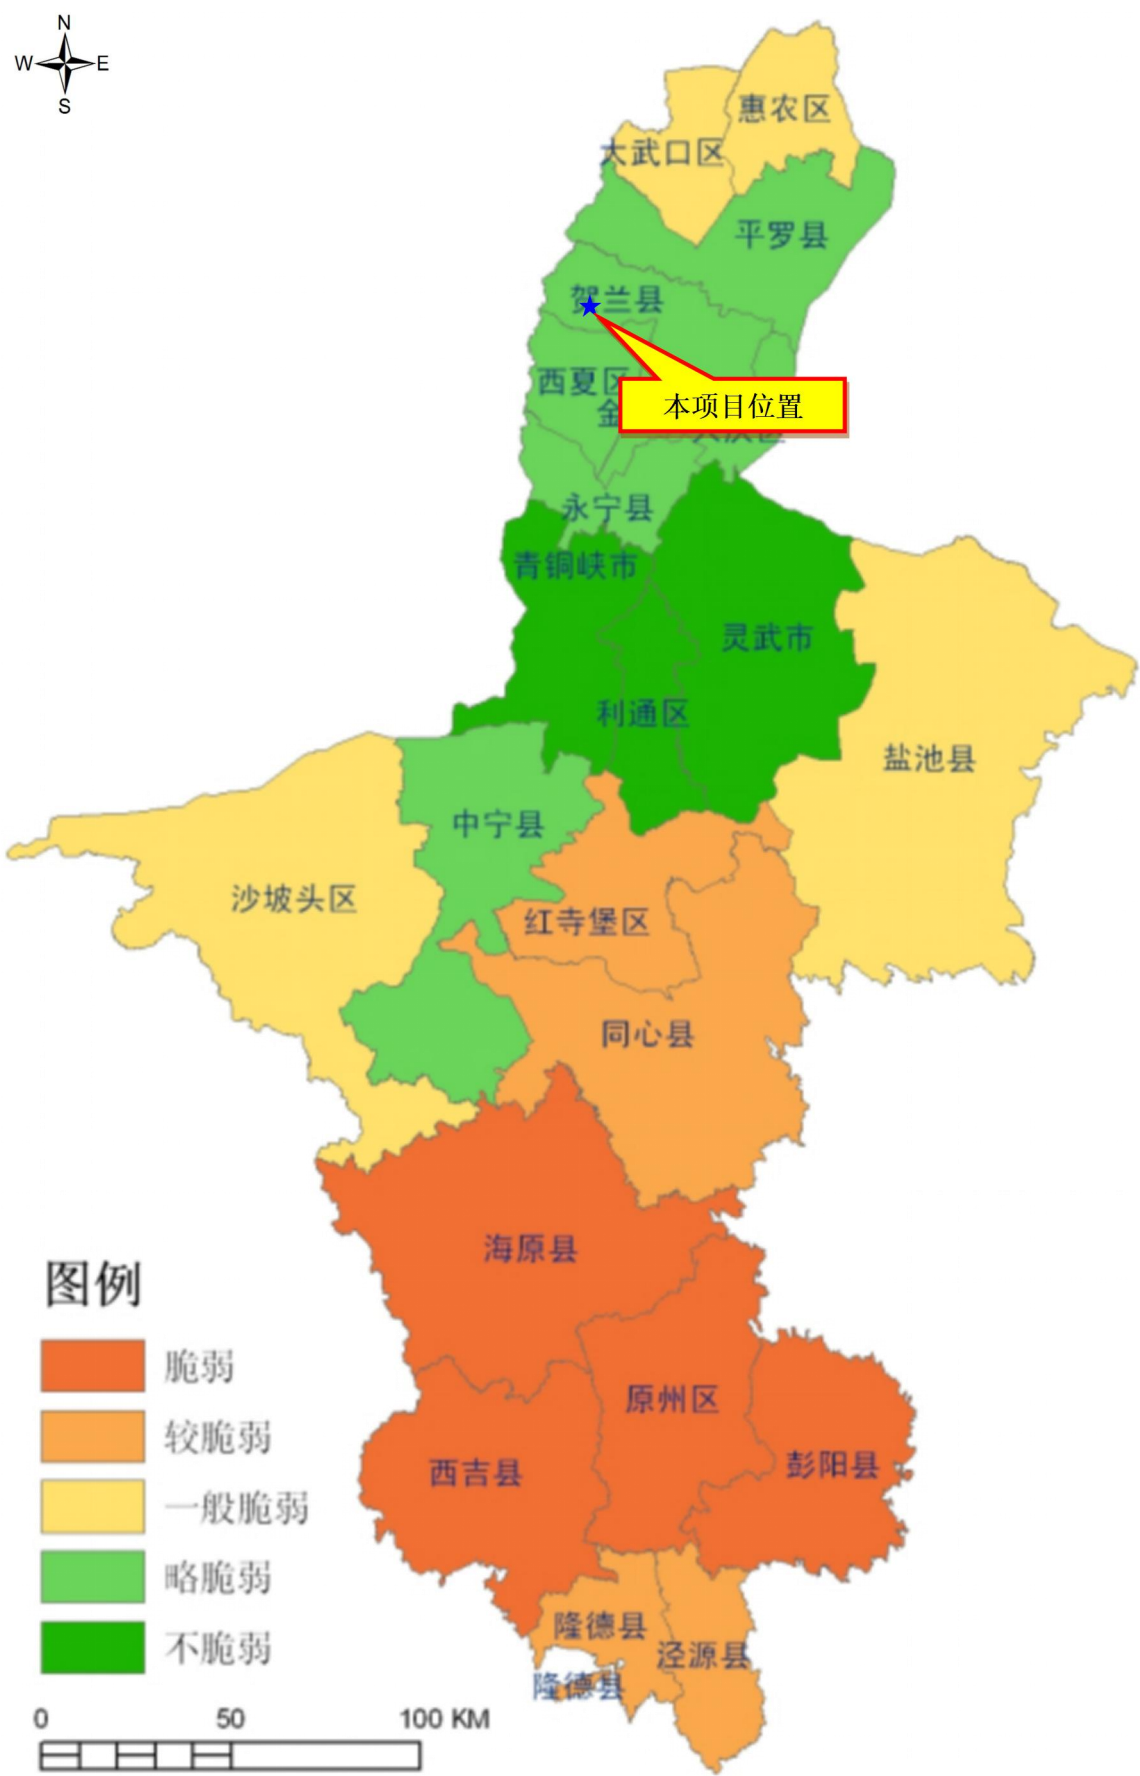 N
W E
S
惠农区
大武口区
平罗县
贺兰县
西夏区
金
本项目位置
永宁县
青铜峡市
灵武市
利通区
盐池县
中宁县
沙坡头区
红寺堡区
同心县
海原县
图例
脆弱
较脆弱
一般脆弱
略脆弱
不脆弱
原州区
西吉县
彭阳县
隆德县
泾源县
隆德县
0 50 100 KM